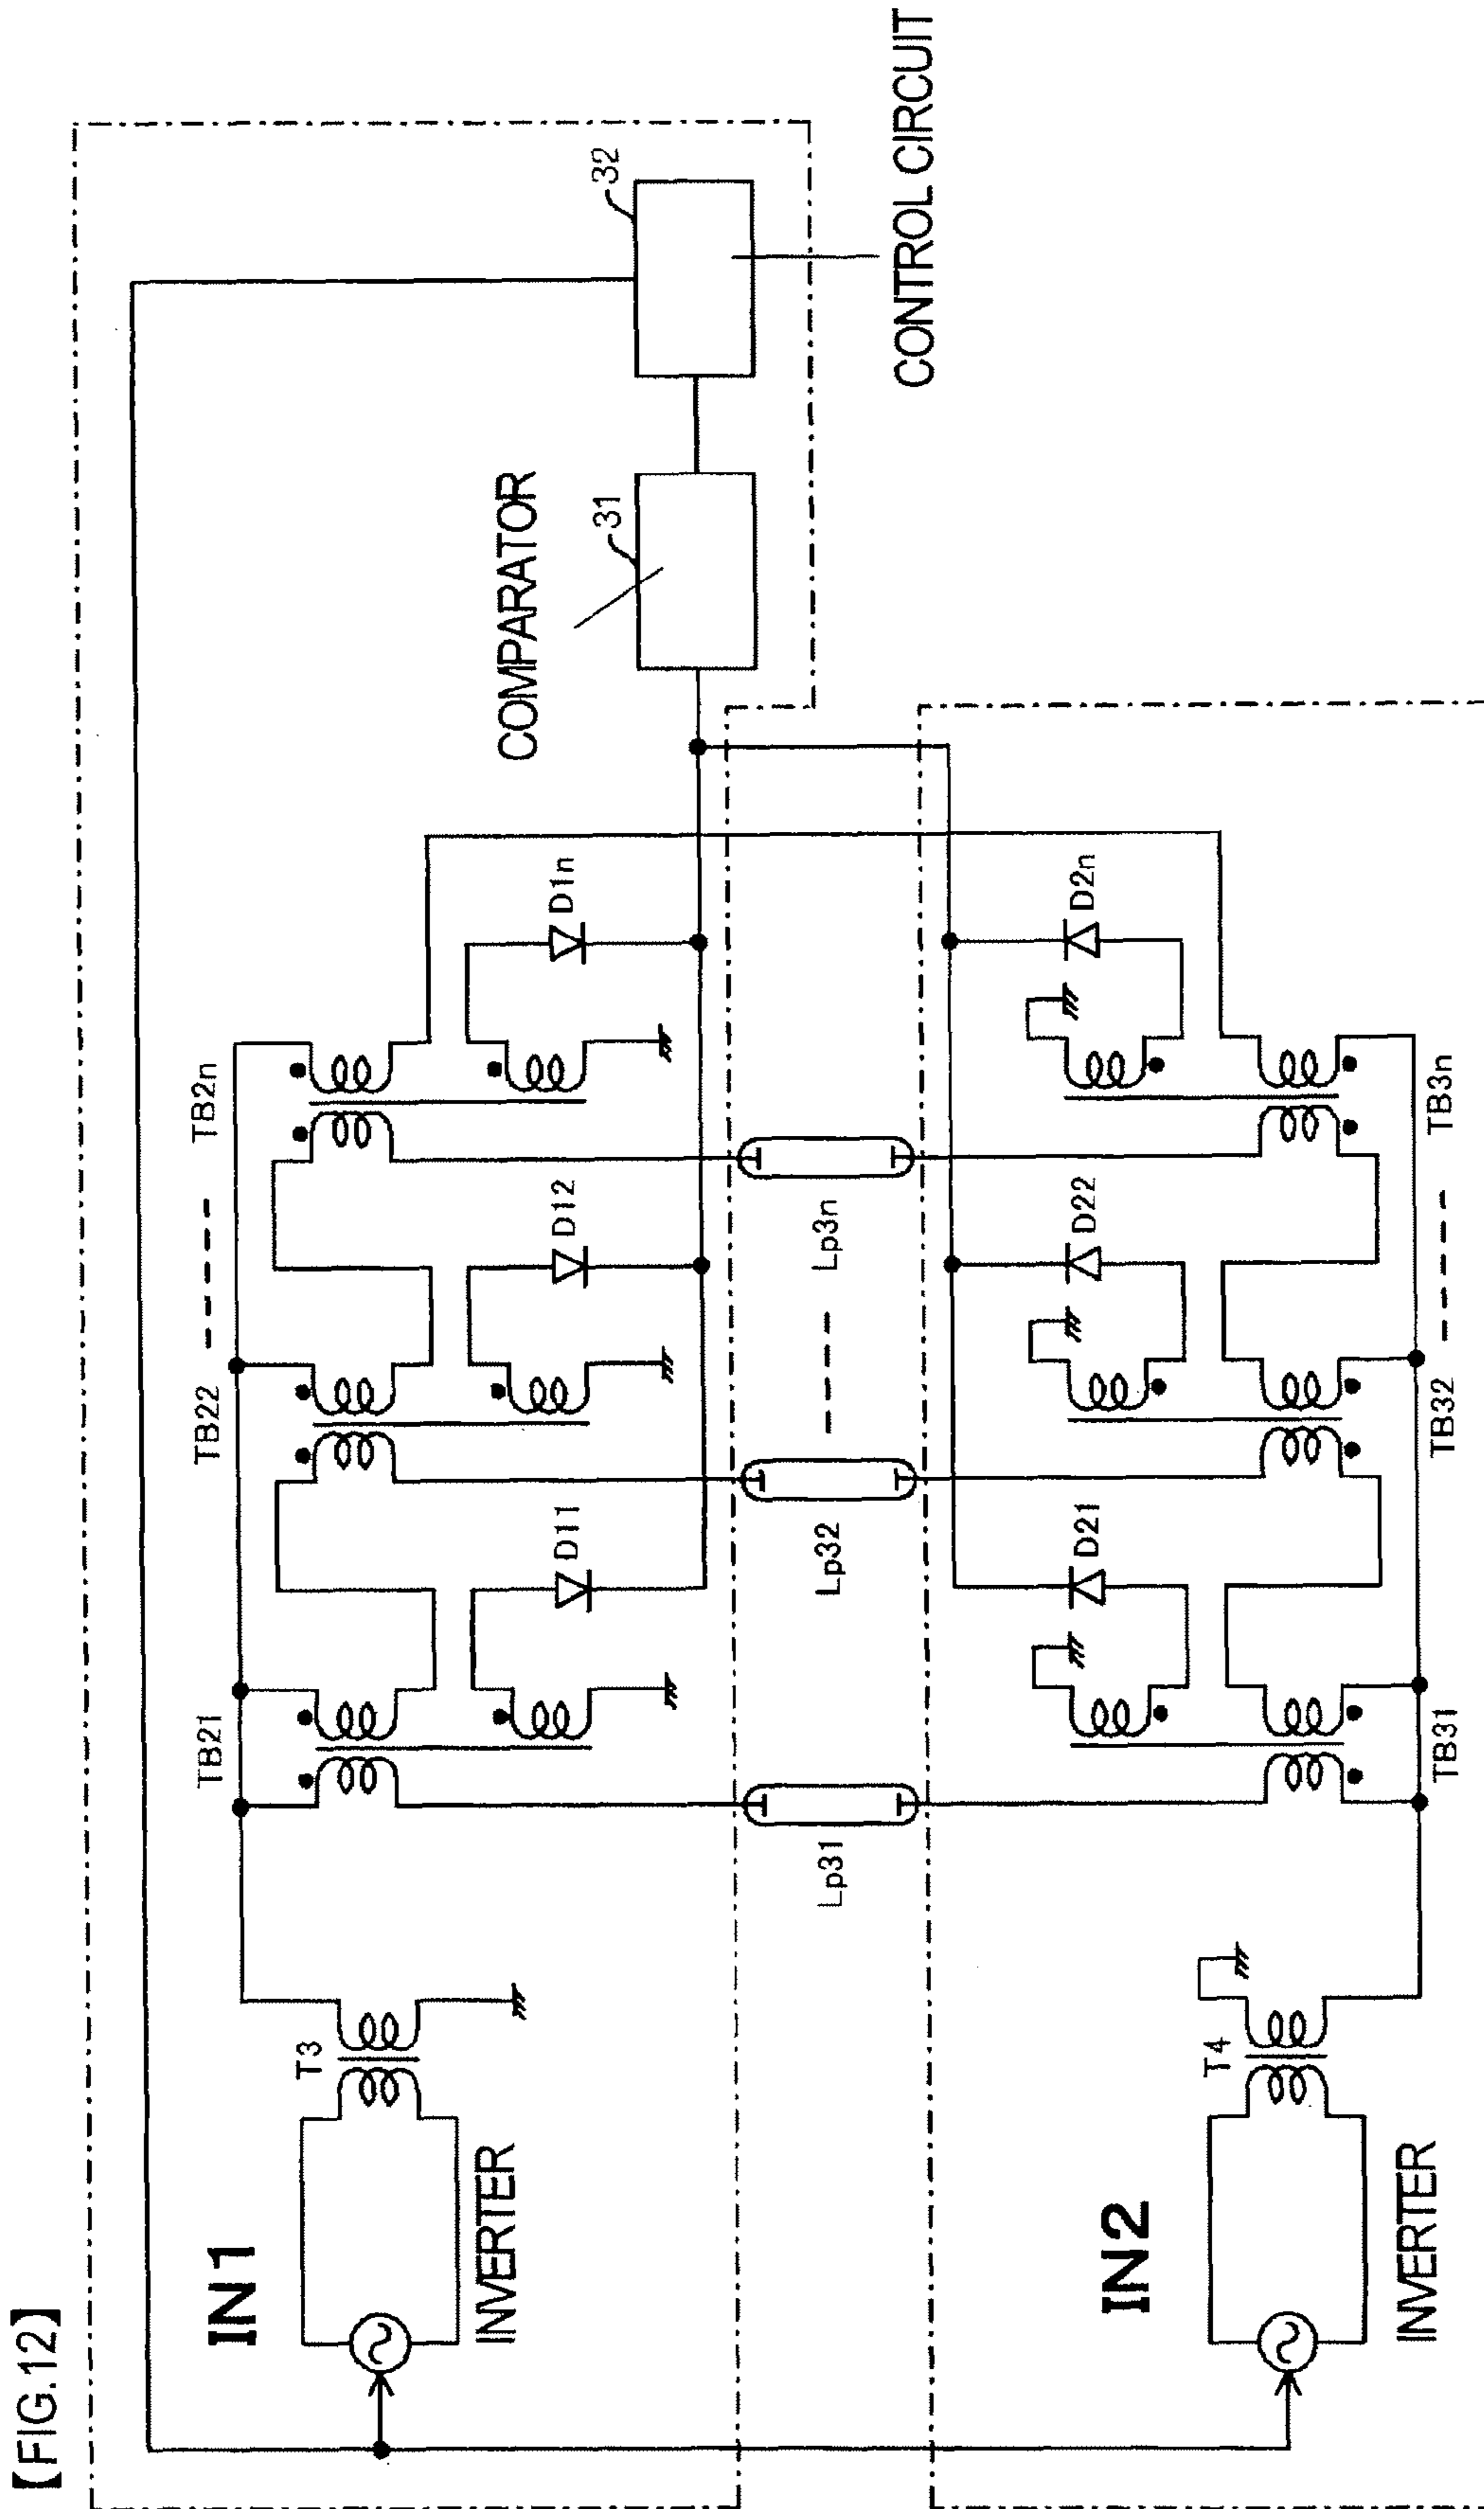 【FIG.12】
IN1
INVERTER
T3
TB21
TB22
TB2n
D11
D12
D1n
COMPARATOR
31
32
CONTROL CIRCUIT
Lp31
Lp32
Lp3n
D21
D22
D2n
IN2
INVERTER
T4
TB31
TB32
TB3n